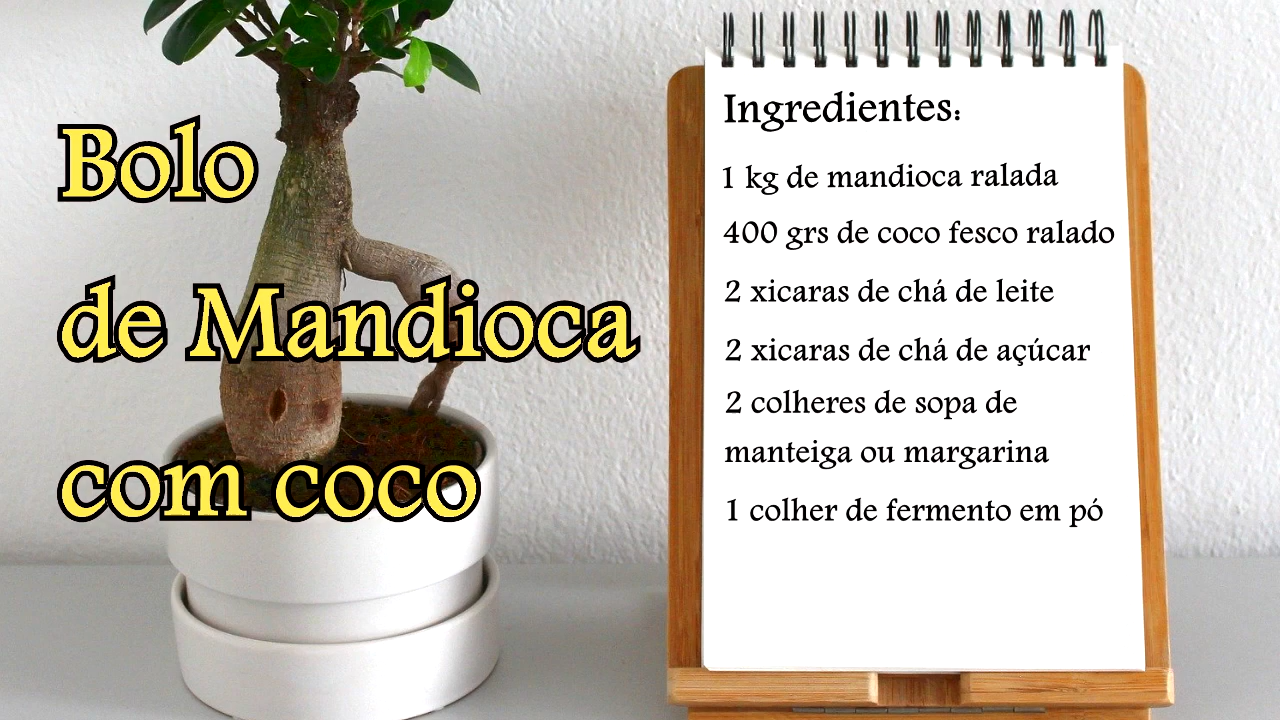 Bolo
de Mandioca
com coco
Ingredientes:
1 kg de mandioca ralada
400 grs de coco fesco ralado
2 xicaras de chá de leite
2 xicaras de chá de açúcar
2 colheres de sopa de
manteiga ou margarina
1 colher de fermento em pó